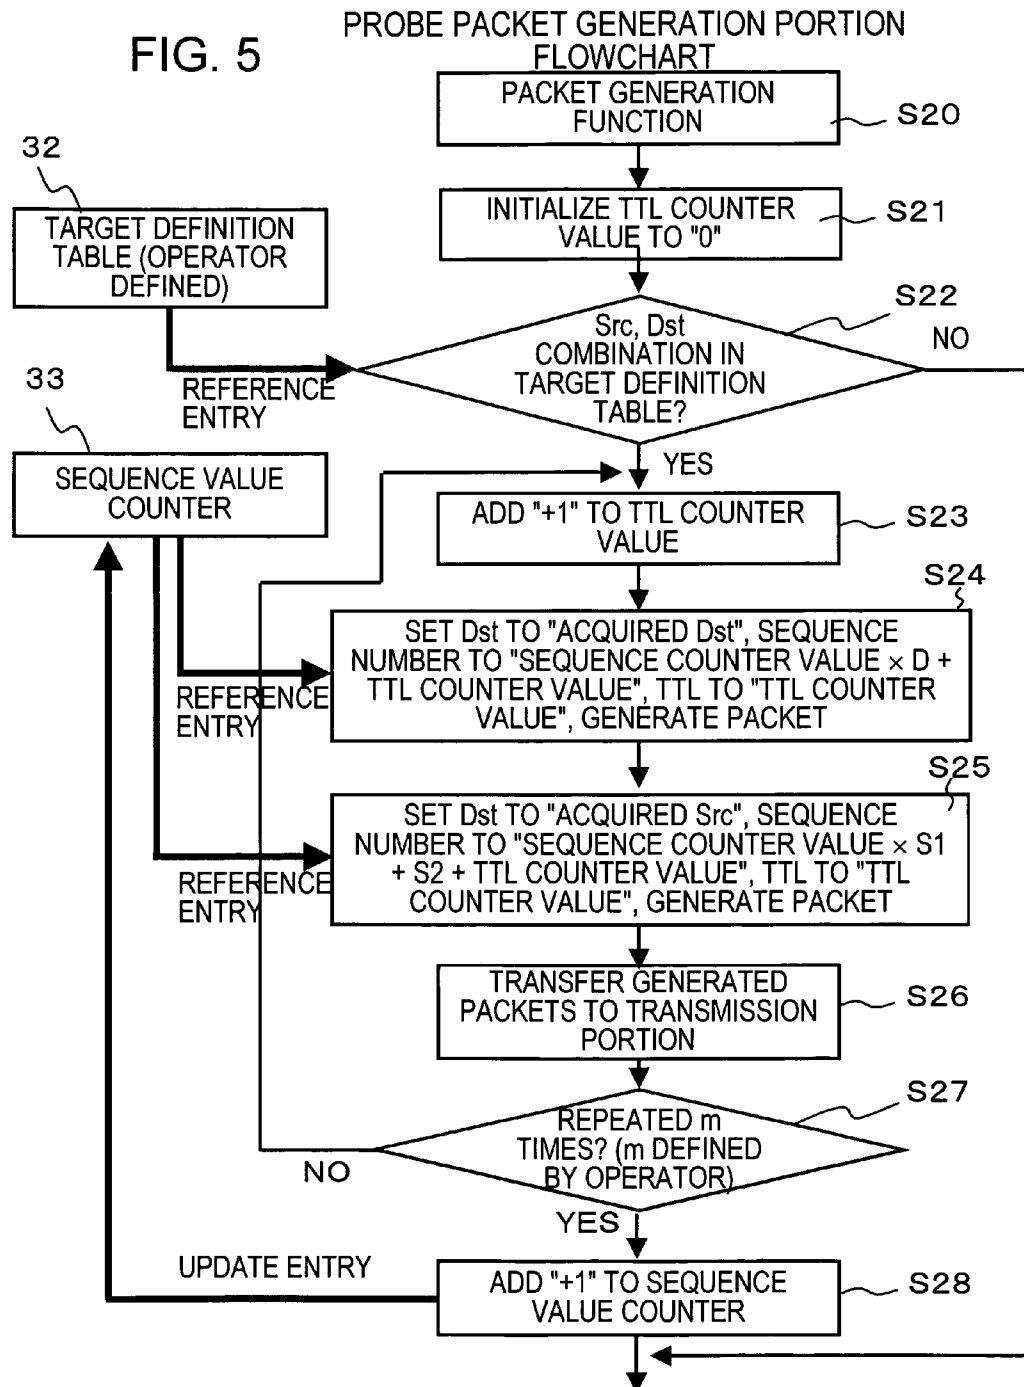 FIG. 5
PROBE PACKET GENERATION PORTION
FLOWCHART
PACKET GENERATION
FUNCTION
S20
32
INITIALIZE TTL COUNTER
VALUE TO "0"
S21
TARGET DEFINITION
TABLE (OPERATOR
DEFINED)
S22
Src, Dst
COMBINATION IN
TARGET DEFINITION
TABLE?
NO
REFERENCE
ENTRY
33
YES
SEQUENCE VALUE
COUNTER
ADD "+1" TO TTL COUNTER
VALUE
S23
S24
SET Dst TO "ACQUIRED Dst", SEQUENCE
NUMBER TO "SEQUENCE COUNTER VALUE × D +
TTL COUNTER VALUE", TTL TO "TTL COUNTER
VALUE", GENERATE PACKET
REFERENCE
ENTRY
S25
SET Dst TO "ACQUIRED Src", SEQUENCE
NUMBER TO "SEQUENCE COUNTER VALUE × S1
+ S2 + TTL COUNTER VALUE", TTL TO "TTL
COUNTER VALUE", GENERATE PACKET
REFERENCE
ENTRY
TRANSFER GENERATED
PACKETS TO TRANSMISSION
PORTION
S26
S27
REPEATED m
TIMES? (m DEFINED
BY OPERATOR)
NO
YES
UPDATE ENTRY
ADD "+1" TO SEQUENCE
VALUE COUNTER
S28